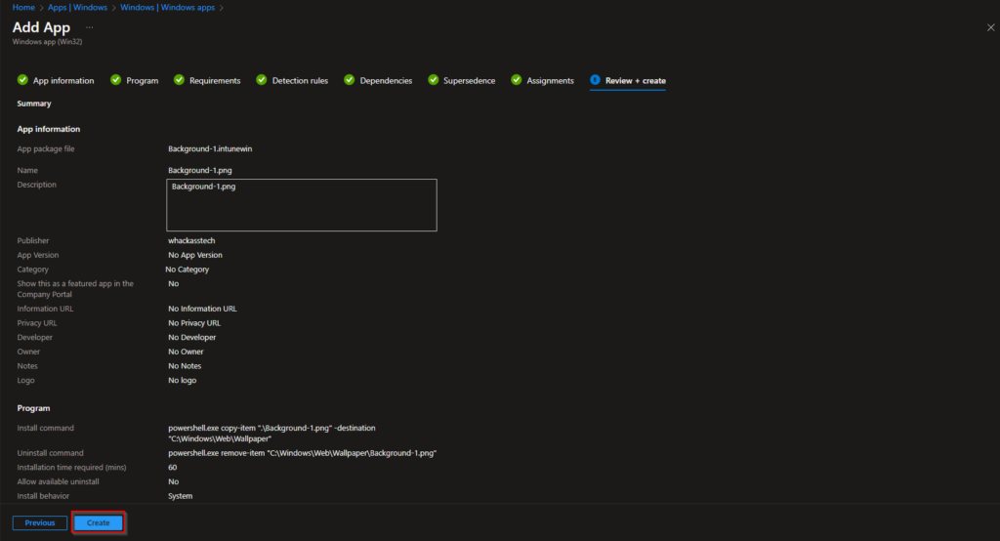 Home > Apps | Windows > Windows | Windows apps >
Add App ...
Windows app (Win32)
App information Program Requirements Detection rules Dependencies Supersedence Assignments 8 Review + create
Summary
App information
App package file Background-1.intunewin
Name Background-1.png
Description Background-1.png
Publisher whackasstech
App Version No App Version
Category No Category
Show this as a featured app in the No
Company Portal
Information URL No Information URL
Privacy URL No Privacy URL
Developer No Developer
Owner No Owner
Notes No Notes
Logo No logo
Program
Install command powershell.exe copy-item ".\Background-1.png" -destination
"C:\Windows\Web\Wallpaper"
Uninstall command powershell.exe remove-item "C:\Windows\Web\Wallpaper\Background-1.png"
Installation time required (mins) 60
Allow available uninstall No
Install behavior System
Previous Create